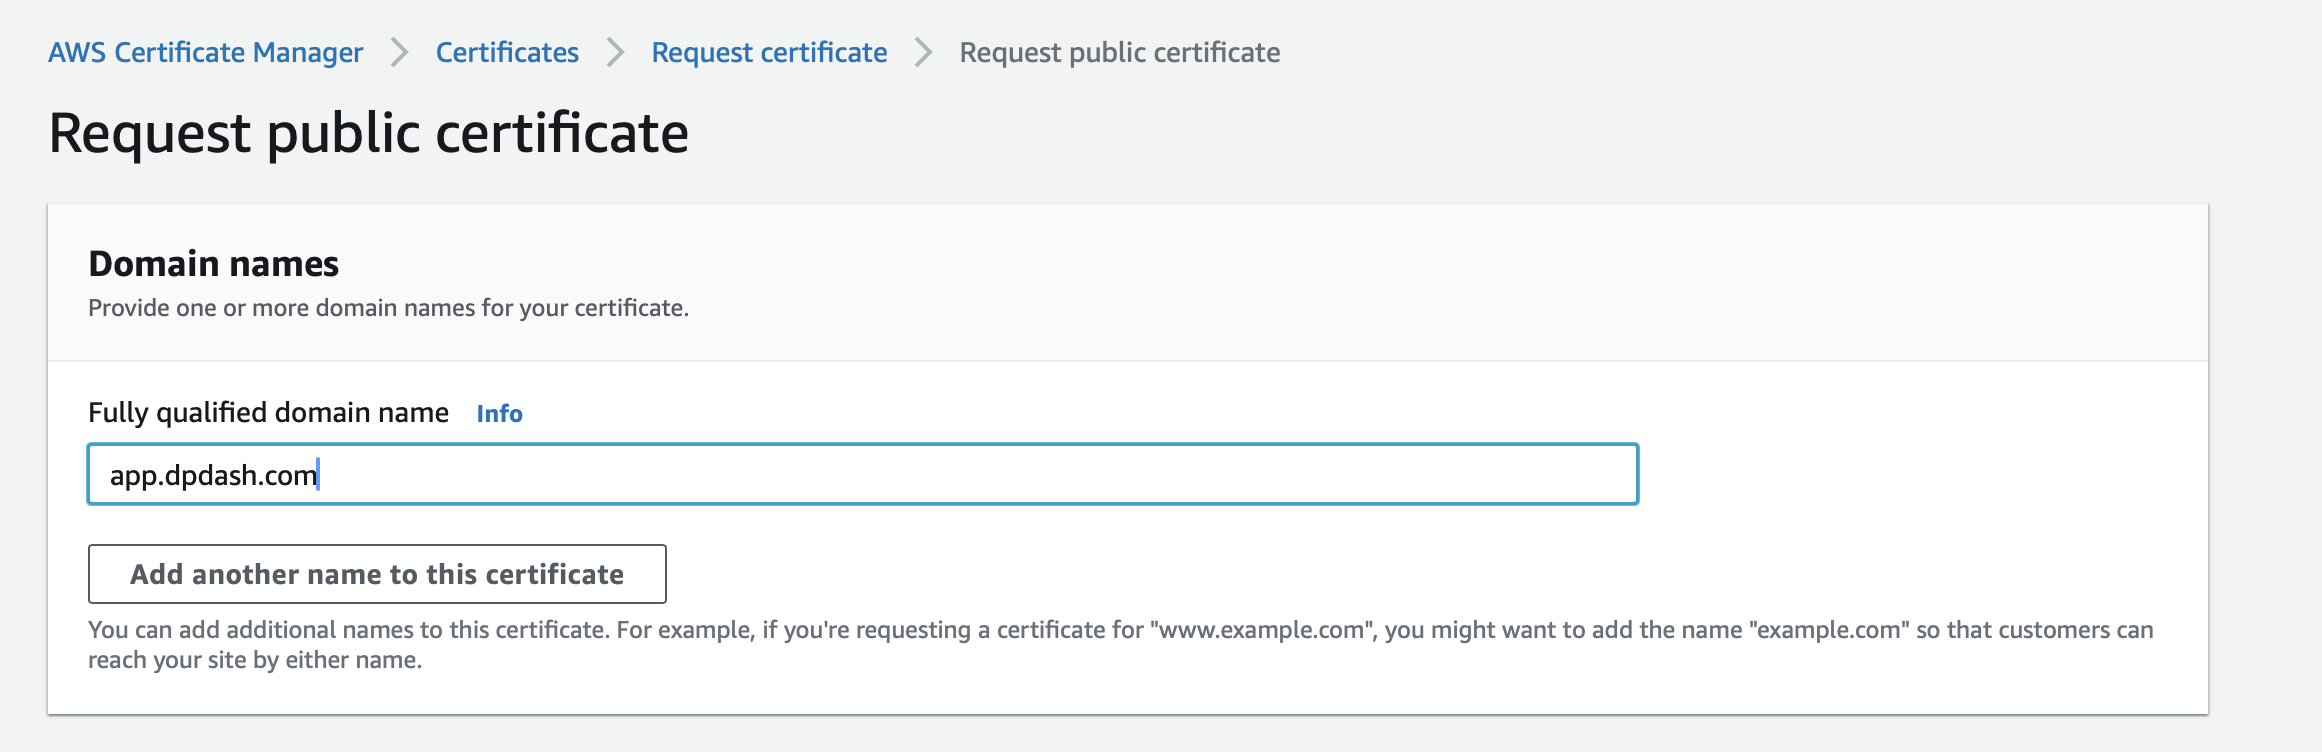 AWS Certificate Manager > Certificates > Request certificate > Request public certificate
Request public certificate
Domain names
Provide one or more domain names for your certificate.
Fully qualified domain name Info
app.dpdash.com
Add another name to this certificate
You can add additional names to this certificate. For example, if you're requesting a certificate for "www.example.com", you might want to add the name "example.com" so that customers can
reach your site by either name.